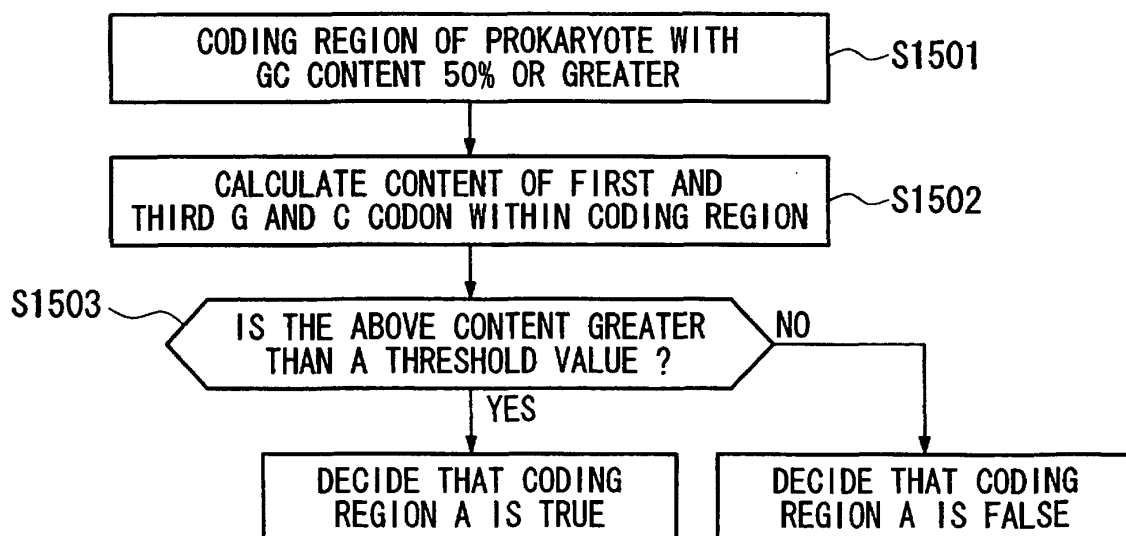 CODING REGION OF PROKARYOTE WITH
GC CONTENT 50% OR GREATER
S1501
CALCULATE CONTENT OF FIRST AND
THIRD G AND C CODON WITHIN CODING REGION
S1502
S1503
IS THE ABOVE CONTENT GREATER
THAN A THRESHOLD VALUE ?
NO
YES
DECIDE THAT CODING
REGION A IS TRUE
DECIDE THAT CODING
REGION A IS FALSE